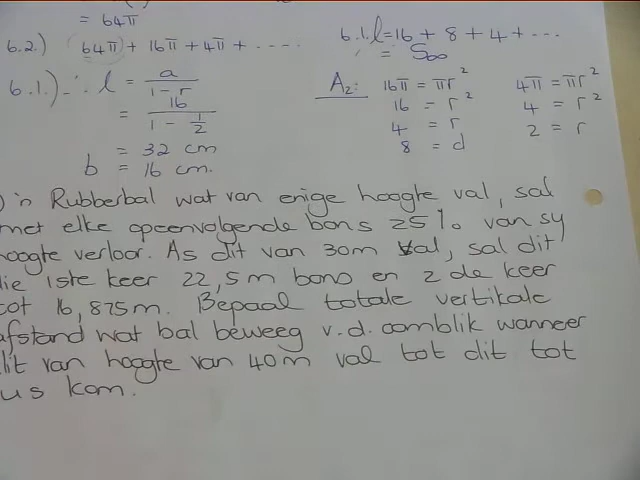 = 64π
6.2.) 64π + 16π + 4π + ....
6.1. l = 16 + 8 + 4 + ...
= S∞
6.1.) ∴ l = a / 1 - r
= 16 / 1 - 1/2
= 32 cm
b = 16 cm.
A₂: 16π = πr² 4π = πr²
16 = r² 4 = r²
4 = r 2 = r
8 = d
) 'n Rubberbal wat van enige hoogte val, sal
met elke opeenvolgende bons 25% van sy
hoogte verloor. As dit van 30m val, sal dit
die 1ste keer 22,5m bons en 2de keer
tot 16,875m. Bepaal totale vertikale
afstand wat bal beweeg v.d. oomblik wanneer
dit van hoogte van 40m val tot dit tot
us kom.